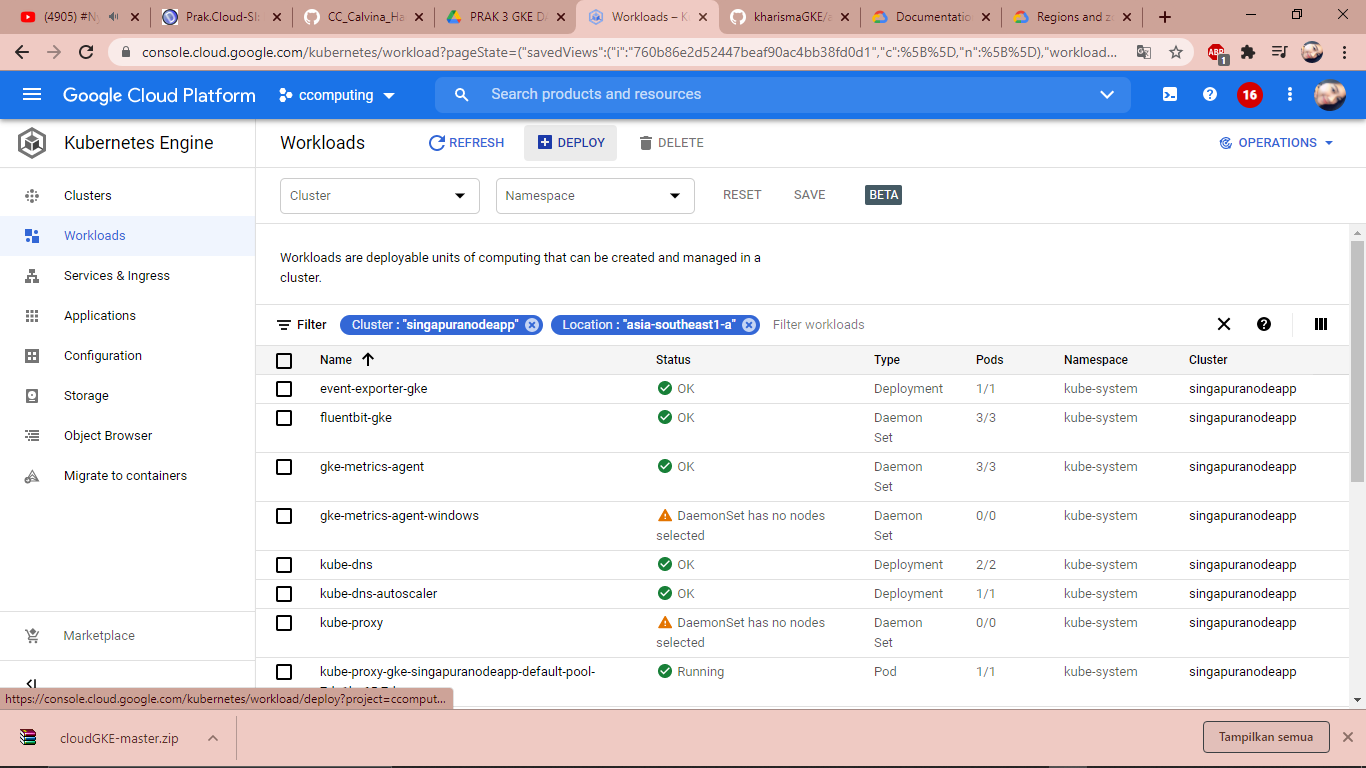 (4905) #N
Prak.Cloud-SI
CC_Calvina_Ha
PRAK 3 GKE D
Workloads – K
kharismaGKE/a
Documentatio
Regions and z
console.cloud.google.com/kubernetes/workload?pageState=("savedViews":("i":"760b86e2d52447beaf90ac4bb38fd0d1","c":%5B%5D,"n":%5B%5D),"workload...
ABP
1
Google Cloud Platform
ccomputing
Search products and resources
16
Kubernetes Engine
Workloads
REFRESH
DEPLOY
DELETE
OPERATIONS
Clusters
Workloads
Services & Ingress
Applications
Configuration
Storage
Object Browser
Migrate to containers
Marketplace
Cluster
Namespace
RESET
SAVE
BETA
Workloads are deployable units of computing that can be created and managed in a
cluster.
Filter
Cluster : "singapuranodeapp"
Location : "asia-southeast1-a"
Filter workloads
Name Status Type Pods Namespace Cluster
event-exporter-gke OK Deployment 1/1 kube-system singapuranodeapp
fluentbit-gke OK Daemon 3/3 kube-system singapuranodeapp
Set
gke-metrics-agent OK Daemon 3/3 kube-system singapuranodeapp
Set
gke-metrics-agent-windows DaemonSet has no nodes Daemon 0/0 kube-system singapuranodeapp
selected Set
kube-dns OK Deployment 2/2 kube-system singapuranodeapp
kube-dns-autoscaler OK Deployment 1/1 kube-system singapuranodeapp
kube-proxy DaemonSet has no nodes Daemon 0/0 kube-system singapuranodeapp
selected Set
kube-proxy-gke-singapuranodeapp-default-pool- Running Pod 1/1 kube-system singapuranodeapp
https://console.cloud.google.com/kubernetes/workload/deploy?project=ccomput...
cloudGKE-master.zip
Tampilkan semua